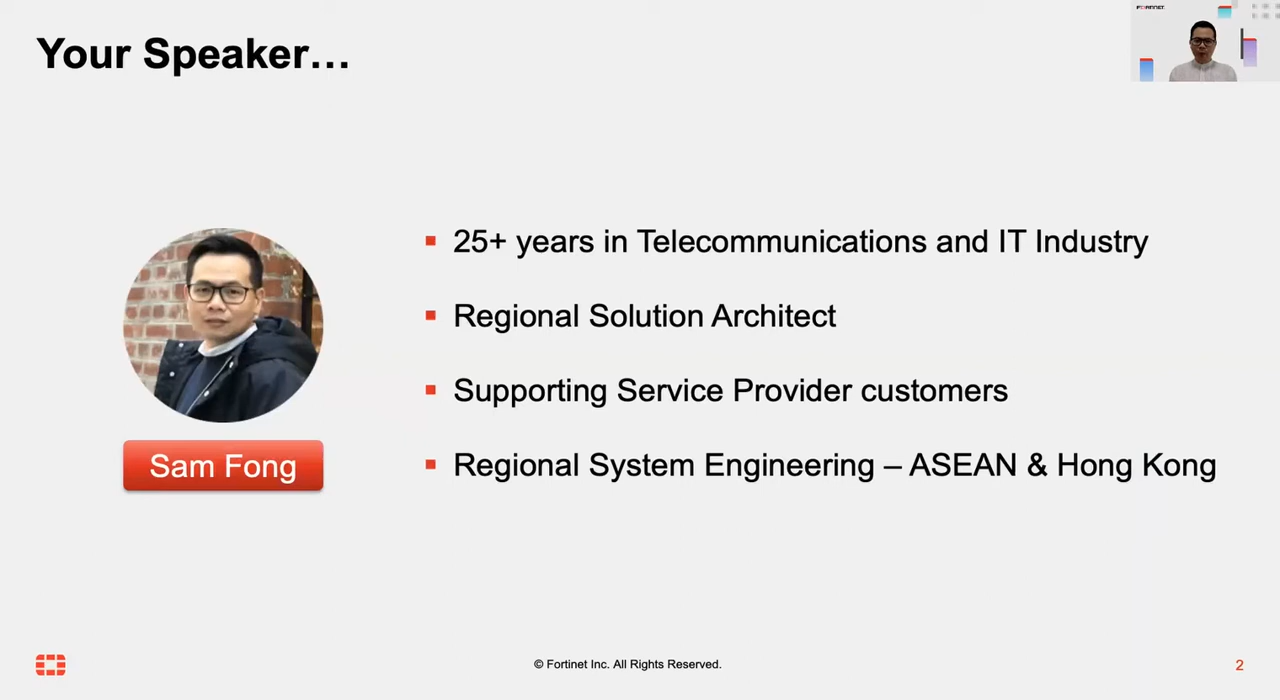 Your Speaker…
FORTINET
25+ years in Telecommunications and IT Industry
Regional Solution Architect
Supporting Service Provider customers
Sam Fong
Regional System Engineering – ASEAN & Hong Kong
© Fortinet Inc. All Rights Reserved.
2